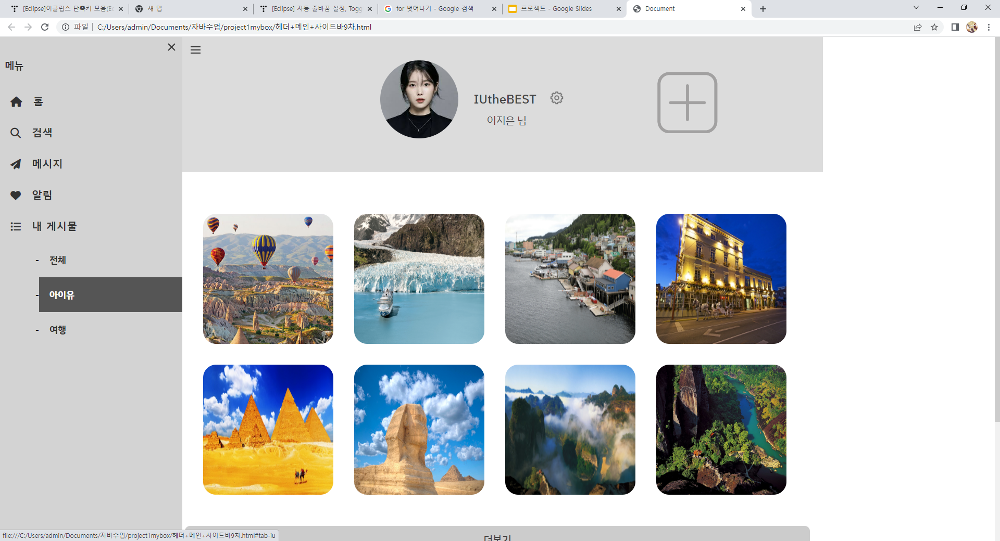 [Eclipse]이클립스 단축키 모음(Ec
새 탭
[Eclipse] 자동 줄바꿈 설정, Togg
for 벗어나기 - Google 검색
프로젝트 - Google Slides
Document
파일
C:/Users/admin/Documents/자바수업/project1mybox/헤더+메인+사이드바9차.html
메뉴
홈
검색
메시지
알림
내 게시물
- 전체
- 아이유
- 여행
IUtheBEST
이지은 님
더보기
file:///C:/Users/admin/Documents/자바수업/project1mybox/헤더+메인+사이드바9차.html#tab-iu